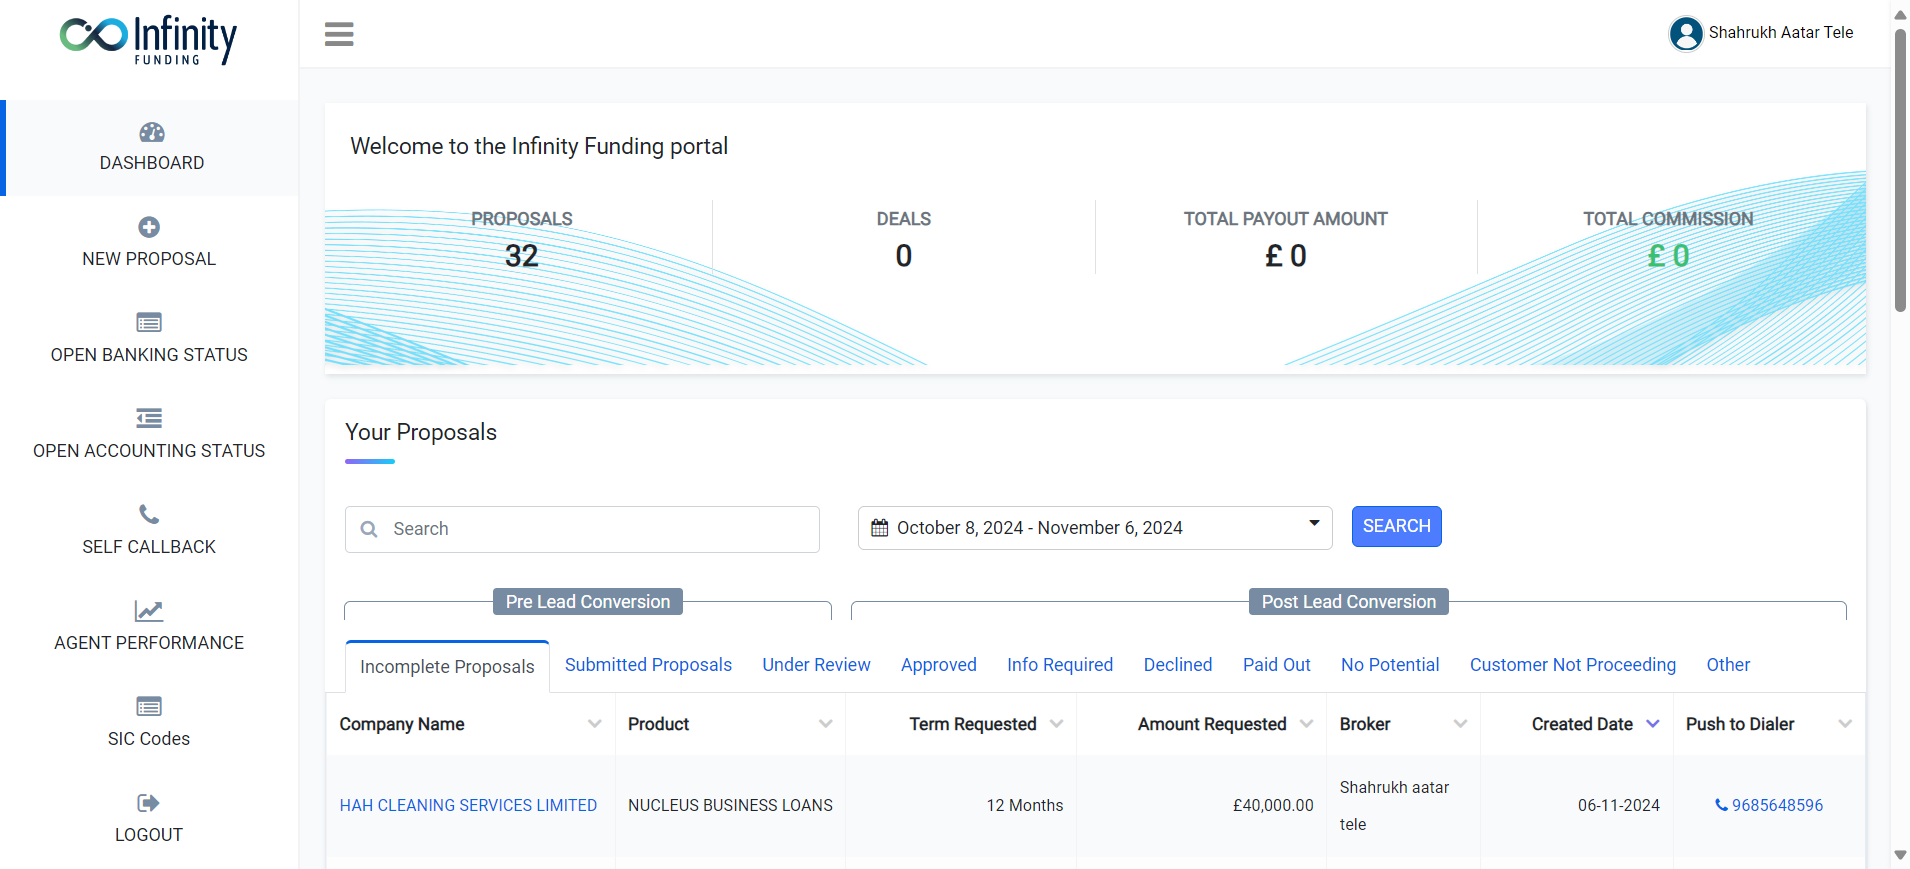 Infinity
FUNDING
Shahrukh Aatar Tele
DASHBOARD
NEW PROPOSAL
OPEN BANKING STATUS
OPEN ACCOUNTING STATUS
SELF CALLBACK
AGENT PERFORMANCE
SIC Codes
LOGOUT
Welcome to the Infinity Funding portal
PROPOSALS
32
DEALS
0
TOTAL PAYOUT AMOUNT
£ 0
TOTAL COMMISSION
£ 0
Your Proposals
Search
October 8, 2024 - November 6, 2024
SEARCH
Pre Lead Conversion
Post Lead Conversion
Incomplete Proposals Submitted Proposals Under Review Approved Info Required Declined Paid Out No Potential Customer Not Proceeding Other
Company Name Product Term Requested Amount Requested Broker Created Date Push to Dialer
HAH CLEANING SERVICES LIMITED NUCLEUS BUSINESS LOANS 12 Months £40,000.00 Shahrukh aatar
tele
06-11-2024 9685648596